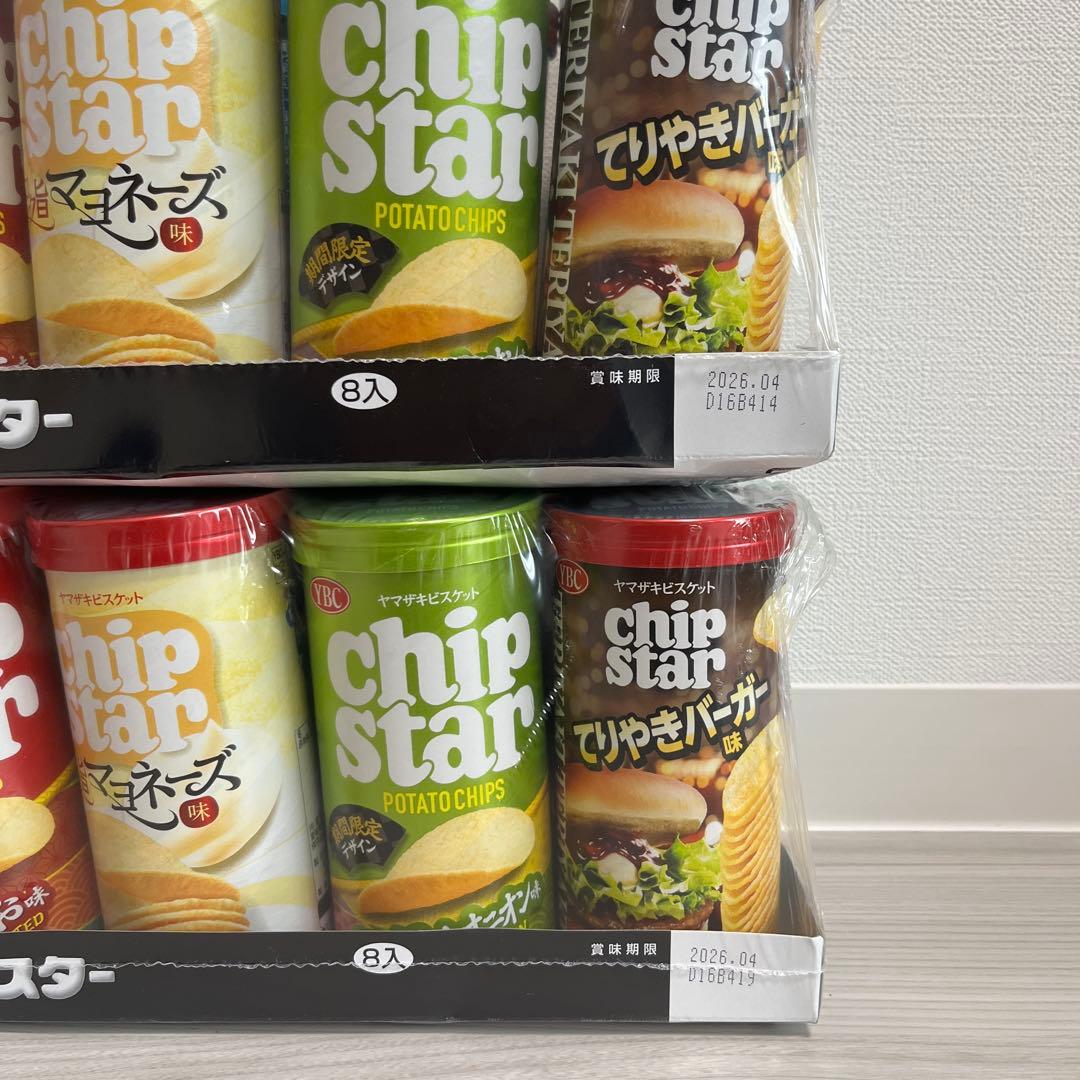 chip
star
旨
マヨネーズ
味
chip
star
POTATO CHIPS
期間限定
デザイン
TERIYAKI TERIYA
chip
star
てりやきバーガー
味
味
スター
8入
賞味期限
2026.04
D16B414
ヤマザキビスケット
chip
star
マヨネーズ
味
YBC
ヤマザキビスケット
chip
star
POTATO CHIPS
期間限定
デザイン
オニオン味
YBC
ヤマザキビスケット
chip
star
てりやきバーガー
味
お味
TED
スター
8入
賞味期限
2026.04
D16B419